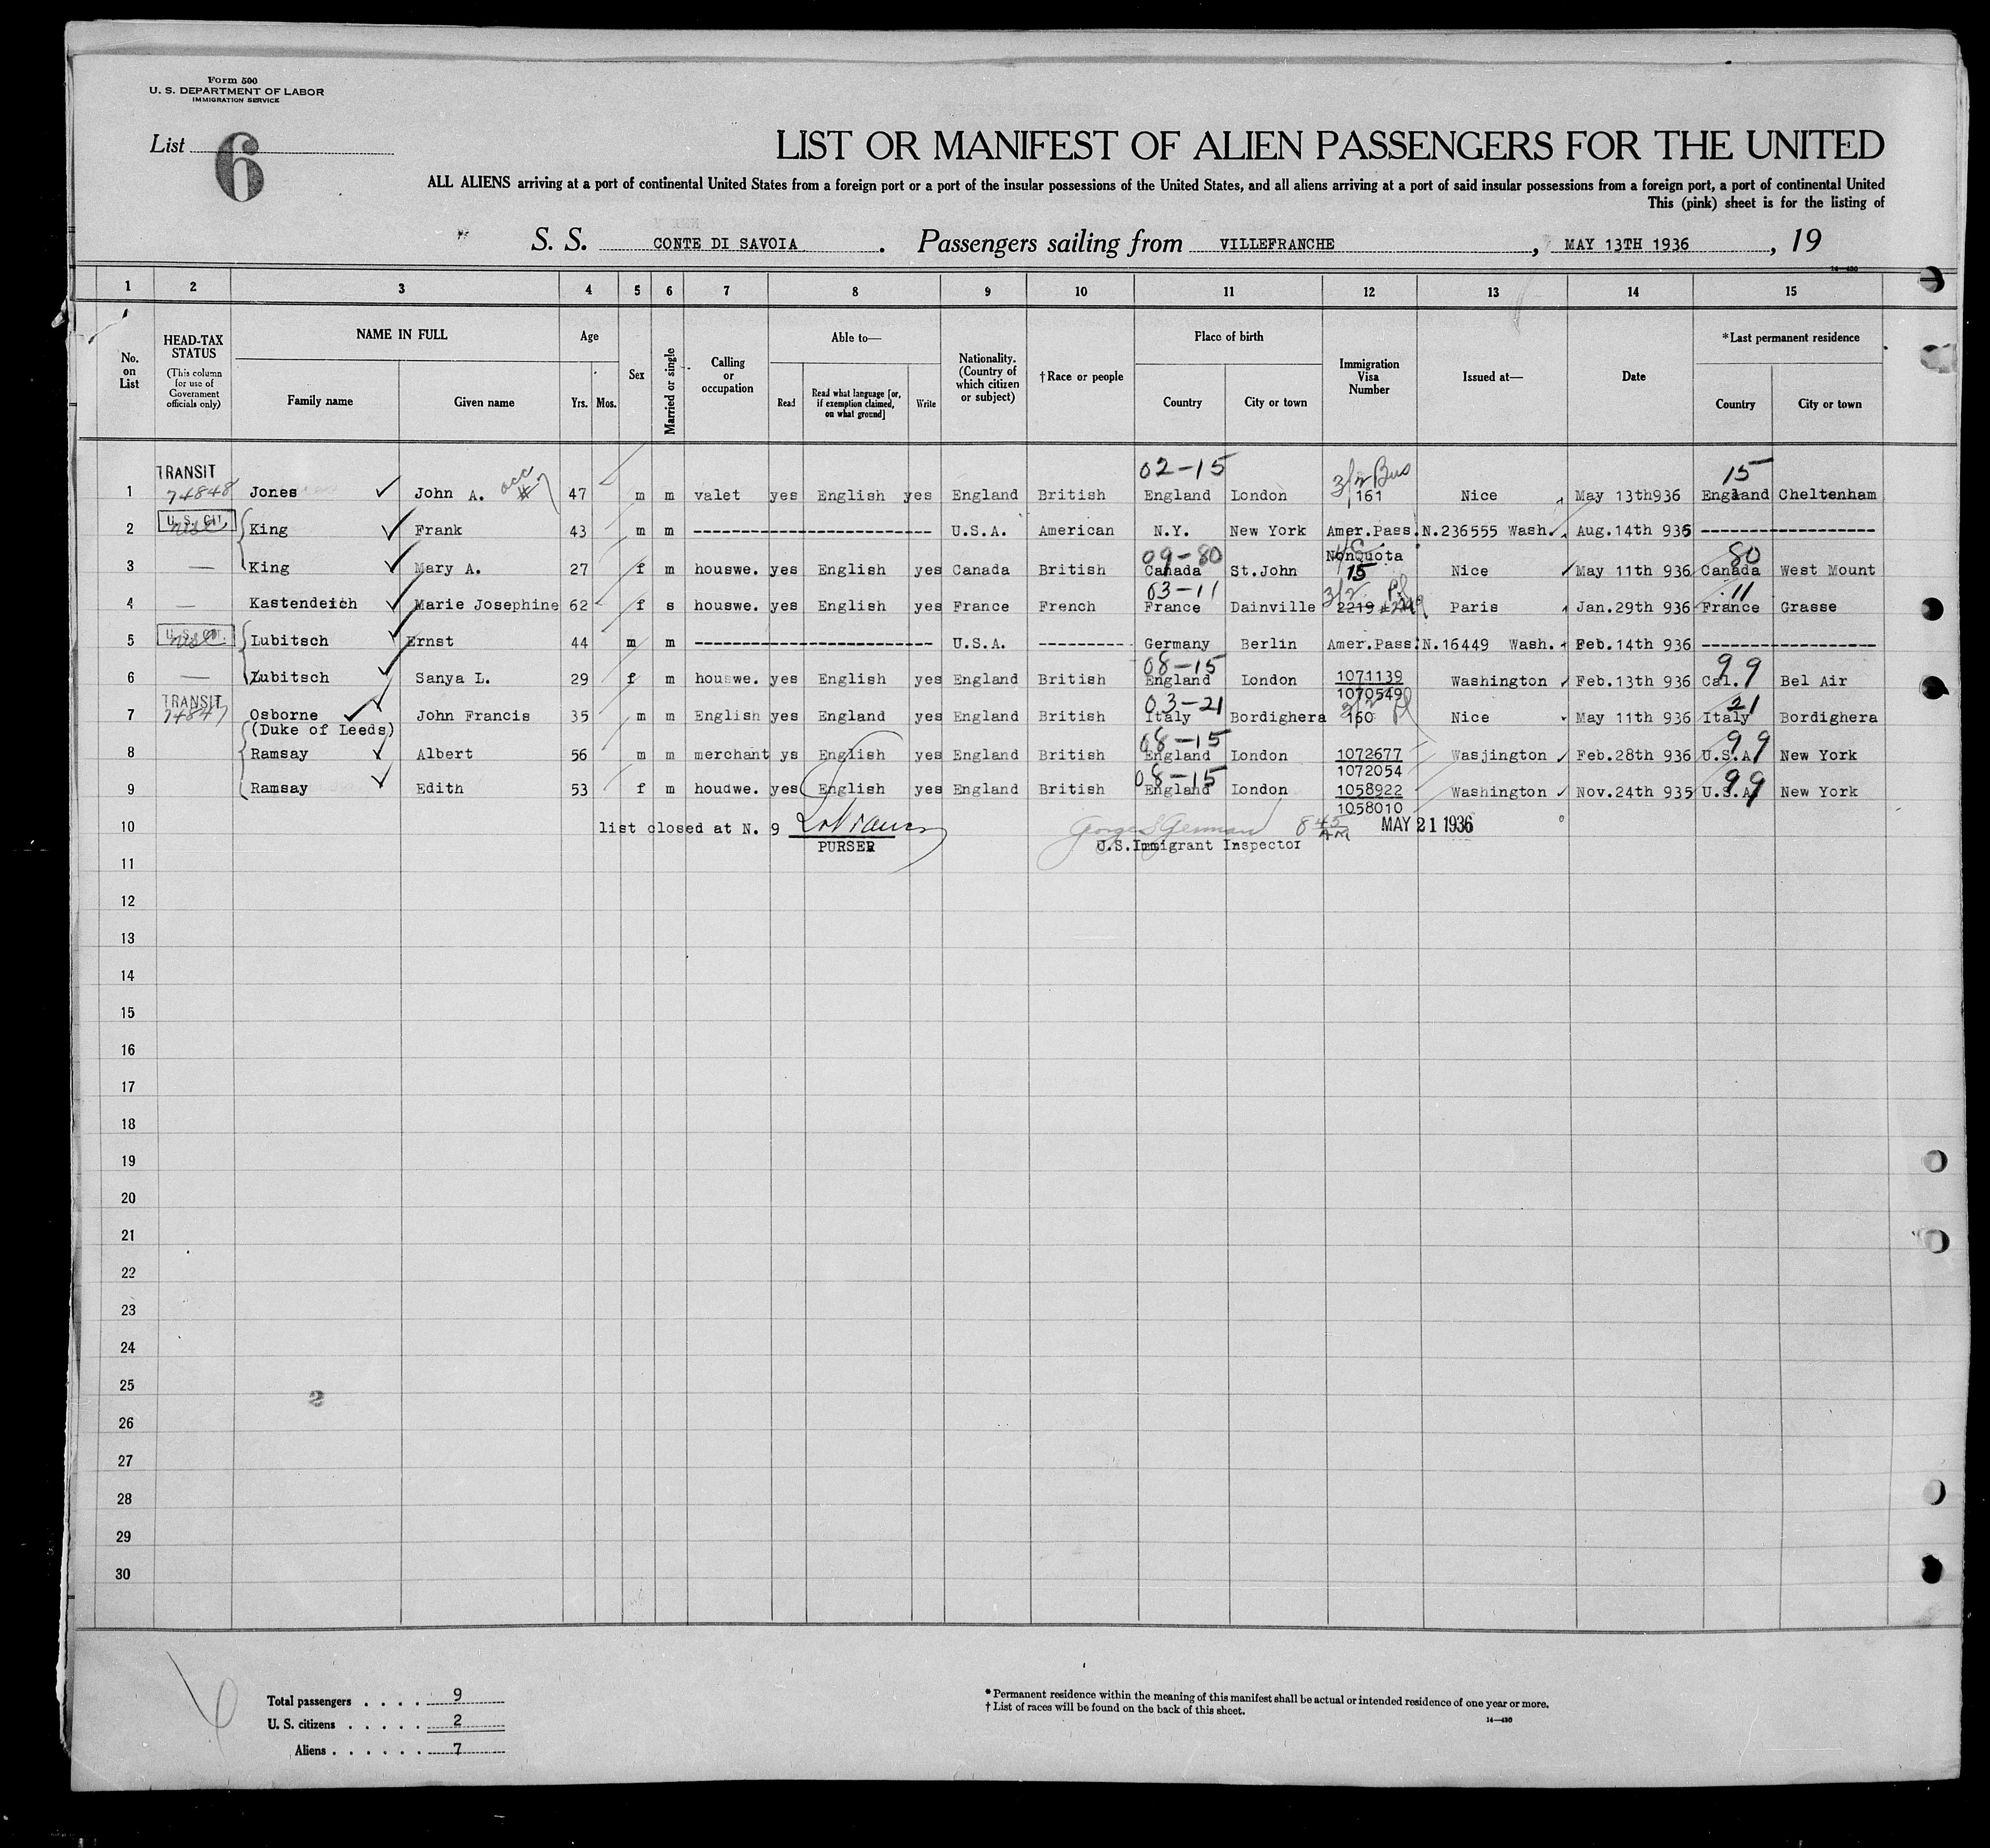 Form 500
U. S. DEPARTMENT OF LABOR
IMMIGRATION SERVICE
List 6
LIST OR MANIFEST OF ALIEN PASSENGERS FOR THE UNITED
ALL ALIENS arriving at a port of continental United States from a foreign port or a port of the insular possessions of the United States, and all aliens arriving at a port of said insular possessions from a foreign port, a port of continental United
This (pink) sheet is for the listing of
S. S. CONTE DI SAVOIA . Passengers sailing from VILLEFRANCHE , MAY 13TH 1936 , 19
14—430
1 2 3 4 5 6 7 8 9 10 11 12 13 14 15
No. on List
HEAD-TAX STATUS
(This column for use of Government officials only)
NAME IN FULL
Family name Given name
Age
Yrs. Mos.
Sex
Married or single
Calling or occupation
Able to—
Read
Read what language [or, if exemption claimed, on what ground]
Write
Nationality. (Country of which citizen or subject)
† Race or people
Place of birth
Country City or town
Immigration Visa Number
Issued at—
Date
* Last permanent residence
Country City or town
TRANSIT 02-15 3/2 Bus 15
1 74848 Jones John A. occ 47 m m valet yes English yes England British England London 161 Nice May 13th936 England Cheltenham
2 U. S. CIT. King Frank 43 m m ---- U.S.A. American N.Y. New York Amer.Pass.N.236555 Wash. Aug.14th 935 ----
09-80 NonQuota 80
3 — King Mary A. 27 f m houswe. yes English yes Canada British Canada St.John 15 Nice May 11th 936 Canada West Mount
03-11 3/2 11
4 — Kastendeich Marie Josephine 62 f s houswe. yes English yes France French France Dainville 2219 Paris Jan.29th 936 France Grasse
5 U. S. CIT. Lubitsch Ernst 44 m m ---- U.S.A. ---- Germany Berlin Amer.Pass.N.16449 Wash. Feb.14th 936 ----
08-15 99
6 — Lubitsch Sanya L. 29 f m houswe. yes English yes England British England London 1071139 Washington Feb.13th 936 Cal. Bel Air
1070549
TRANSIT 03-21 3/2 21
7 74847 Osborne John Francis 35 m m English yes England yes England British Italy Bordighera 160 Nice May 11th 936 Italy Bordighera
(Duke of Leeds)
08-15 99
8 Ramsay Albert 56 m m merchant ys English yes England British England London 1072677 Wasjington Feb.28th 936 U.S.A. New York
1072054
08-15 99
9 Ramsay Edith 53 f m houdwe. yes English yes England British England London 1058922 Washington Nov.24th 935 U.S.A. New York
1058010
10 list closed at N. 9 George S German 8 45 AM MAY 21 1936
PURSER U.S.Immigrant Inspector
11
12
13
14
15
16
17
18
19
20
21
22
23
24
25
2
26
27
28
29
30
6
Total passengers . . . . 9
U. S. citizens . . . . . 2
Aliens . . . . . . 7
* Permanent residence within the meaning of this manifest shall be actual or intended residence of one year or more.
† List of races will be found on the back of this sheet.
14—430